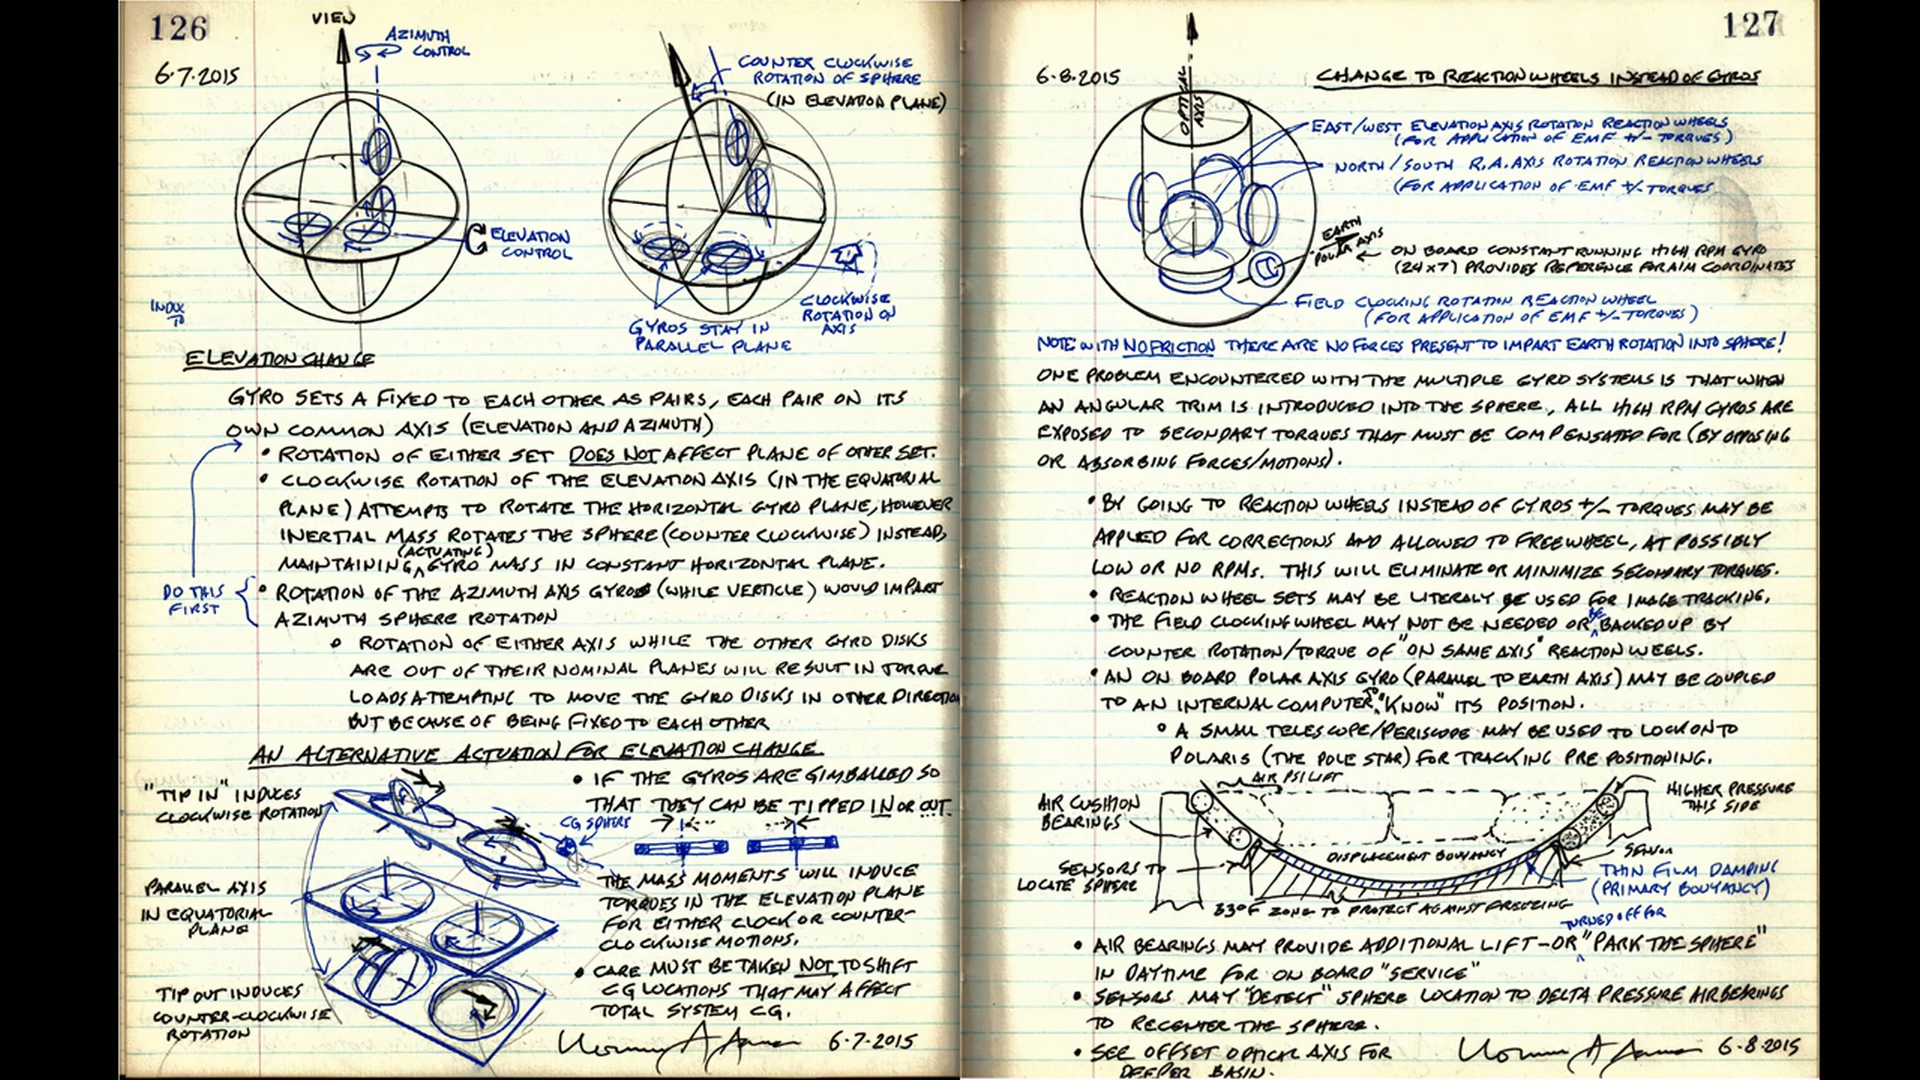 126
6·7·2015
VIEW
AZIMUTH
CONTROL
COUNTER CLOCKWISE
ROTATION OF SPHERE
(IN ELEVATION PLANE)
ELEVATION
CONTROL
CLOCKWISE
ROTATION ON
AXIS
GYROS STAY IN
PARALLEL PLANE
INDEX
TO
ELEVATION CHANGE
GYRO SETS A FIXED TO EACH OTHER AS PAIRS, EACH PAIR ON ITS
OWN COMMON AXIS (ELEVATION AND AZIMUTH)
• ROTATION OF EITHER SET DOES NOT AFFECT PLANE OF OTHER SET.
• CLOCKWISE ROTATION OF THE ELEVATION AXIS (IN THE EQUATORIAL
PLANE) ATTEMPTS TO ROTATE THE HORIZONTAL GYRO PLANE, HOWEVER
INERTIAL MASS ROTATES THE SPHERE (COUNTER CLOCKWISE) INSTEAD,
(ACTUATING)
MAINTAINING GYRO MASS IN CONSTANT HORIZONTAL PLANE.
DO THIS
FIRST
• ROTATION OF THE AZIMUTH AXIS GYROS (WHILE VERTICLE) WOULD IMPART
AZIMUTH SPHERE ROTATION
• ROTATION OF EITHER AXIS WHILE THE OTHER GYRO DISKS
ARE OUT OF THEIR NOMINAL PLANES WILL RESULT IN TORQUE
LOADS ATTEMPTING TO MOVE THE GYRO DISKS IN OTHER DIRECTION
BUT BECAUSE OF BEING FIXED TO EACH OTHER
AN ALTERNATIVE ACTUATION FOR ELEVATION CHANGE
"TIP IN" INDUCES
CLOCKWISE ROTATION
• IF THE GYROS ARE GIMBALLED SO
THAT THEY CAN BE TIPPED IN OR OUT.
CG SPHERE
PARALLEL AXIS
IN EQUATORIAL
PLANE
THE MASS MOMENTS WILL INDUCE
TORQUES IN THE ELEVATION PLANE
FOR EITHER CLOCK OR COUNTER-
CLOCKWISE MOTIONS.
• CARE MUST BE TAKEN NOT TO SHIFT
CG LOCATIONS THAT MAY AFFECT
TOTAL SYSTEM CG.
TIP OUT INDUCES
COUNTER-CLOCKWISE
ROTATION
6·7·2015
127
6·8·2015
CHANGE TO REACTION WHEELS INSTEAD OF GYROS
OPTICAL
AXIS
EAST/WEST ELEVATION AXIS ROTATION REACTION WHEELS
(FOR APPLICATION OF EMF +/- TORQUES)
NORTH/SOUTH R.A. AXIS ROTATION REACTION WHEELS
(FOR APPLICATION OF EMF +/- TORQUES
EARTH
POLAR AXIS
← ON BOARD CONSTANT RUNNING HIGH RPM GYRO
(24 x 7) PROVIDES REFERENCE FOR AIM COORDINATES
FIELD CLOCKING ROTATION REACTION WHEEL
(FOR APPLICATION OF EMF +/- TORQUES)
NOTE: WITH NO FRICTION THERE ARE NO FORCES PRESENT TO IMPART EARTH ROTATION INTO SPHERE!
ONE PROBLEM ENCOUNTERED WITH THE MULTIPLE GYRO SYSTEMS IS THAT WHEN
AN ANGULAR TRIM IS INTRODUCED INTO THE SPHERE, ALL HIGH RPM GYROS ARE
EXPOSED TO SECONDARY TORQUES THAT MUST BE COMPENSATED FOR (BY OPPOSING
OR ABSORBING FORCES/MOTIONS).
• BY GOING TO REACTION WHEELS INSTEAD OF GYROS +/- TORQUES MAY BE
APPLIED FOR CORRECTIONS AND ALLOWED TO FREEWHEEL, AT POSSIBLY
LOW OR NO RPMS. THIS WILL ELIMINATE OR MINIMIZE SECONDARY TORQUES.
• REACTION WHEEL SETS MAY BE LITERALY BE USED FOR IMAGE TRACKING.
BE
• THE FIELD CLOCKING WHEEL MAY NOT BE NEEDED OR BACKED UP BY
COUNTER ROTATION/TORQUE OF "ON SAME AXIS" REACTION WEELS.
• AN ON BOARD POLAR AXIS GYRO (PARALLEL TO EARTH AXIS) MAY BE COUPLED
TO
TO AN INTERNAL COMPUTER "KNOW" ITS POSITION.
• A SMALL TELESCOPE/PERISCOPE MAY BE USED TO LOCK ON TO
POLARIS (THE POLE STAR) FOR TRACKING PRE POSITIONING.
AIR PSI LIFT
AIR CUSHION
BEARINGS
HIGHER PRESSURE
THIS SIDE
DISPLACEMENT BOUYANCY
SENSOR
SENSORS TO
LOCATE SPHERE
THIN FILM DAMPING
(PRIMARY BOUYANCY)
33°F ZONE TO PROTECT AGAINST FREEZING
TURNED OFF FOR
• AIR BEARINGS MAY PROVIDE ADDITIONAL LIFT-OR "PARK THE SPHERE"
IN DAYTIME FOR ON BOARD "SERVICE"
• SENSORS MAY "DETECT" SPHERE LOCATION TO DELTA PRESSURE AIR BEARINGS
TO RECENTER THE SPHERE.
• SEE OFFSET OPTICAL AXIS FOR
DEEPER BASIN.
6·8·2015